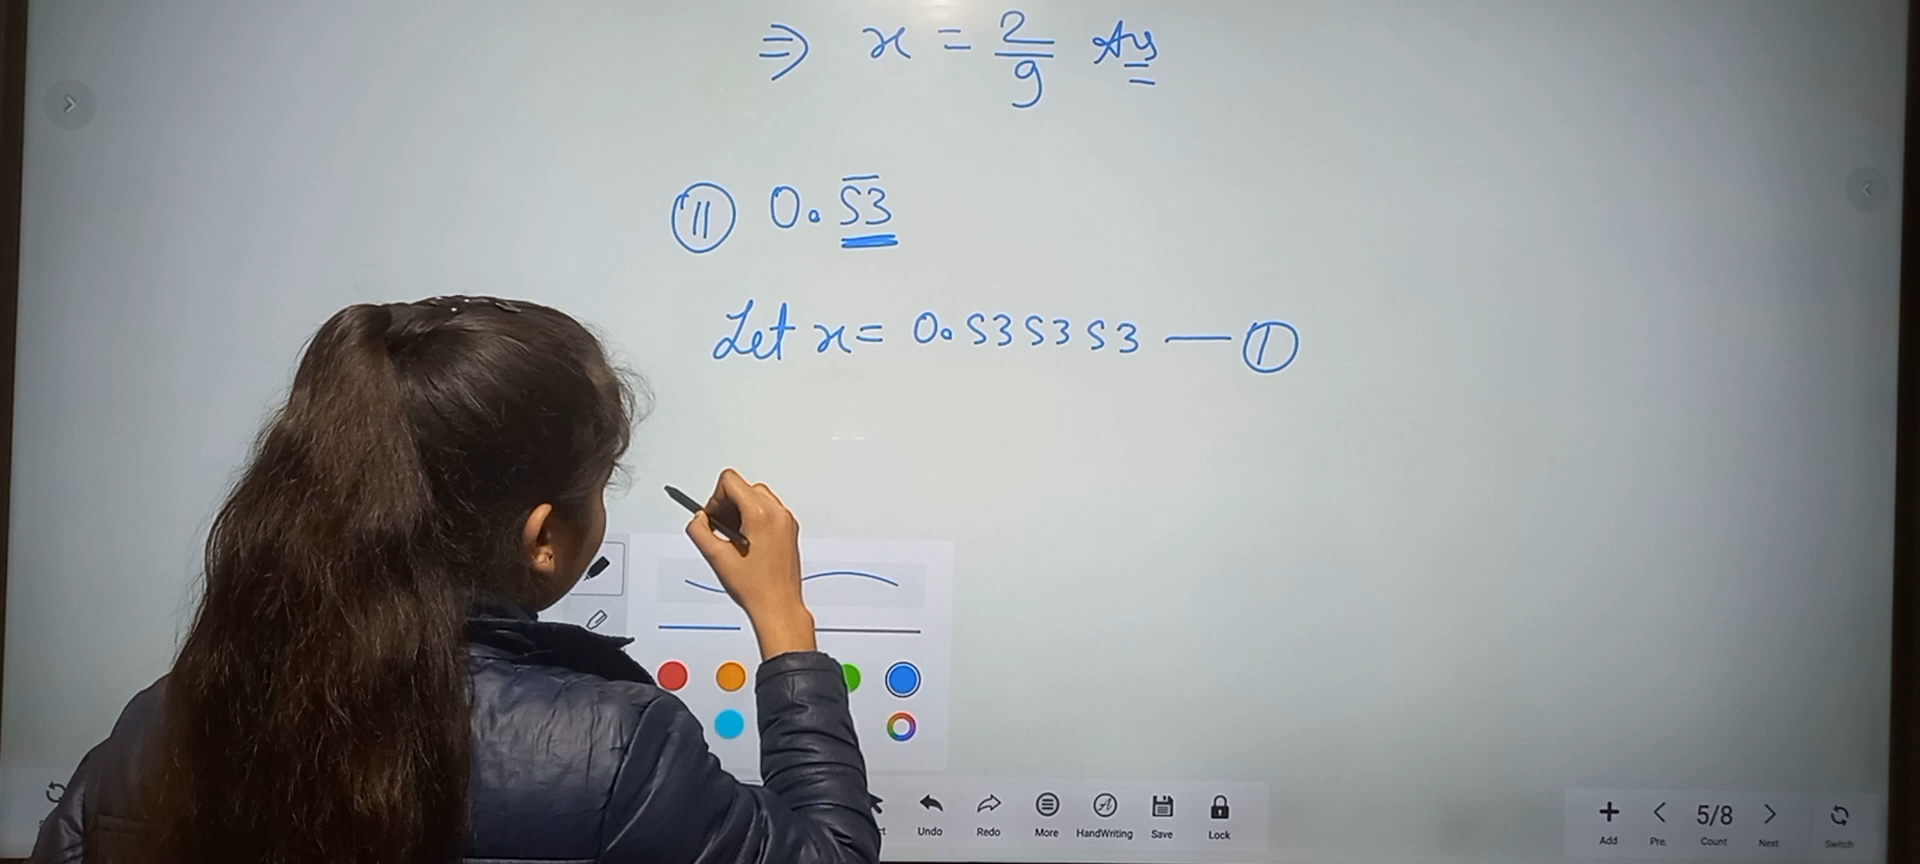 ⇒ x = 2/9 Ans
(II) 0.5̅3̅
Let x = 0.535353 — (1)
Undo Redo More HandWriting Save Lock
5/8
Add Pre. Count Next Switch